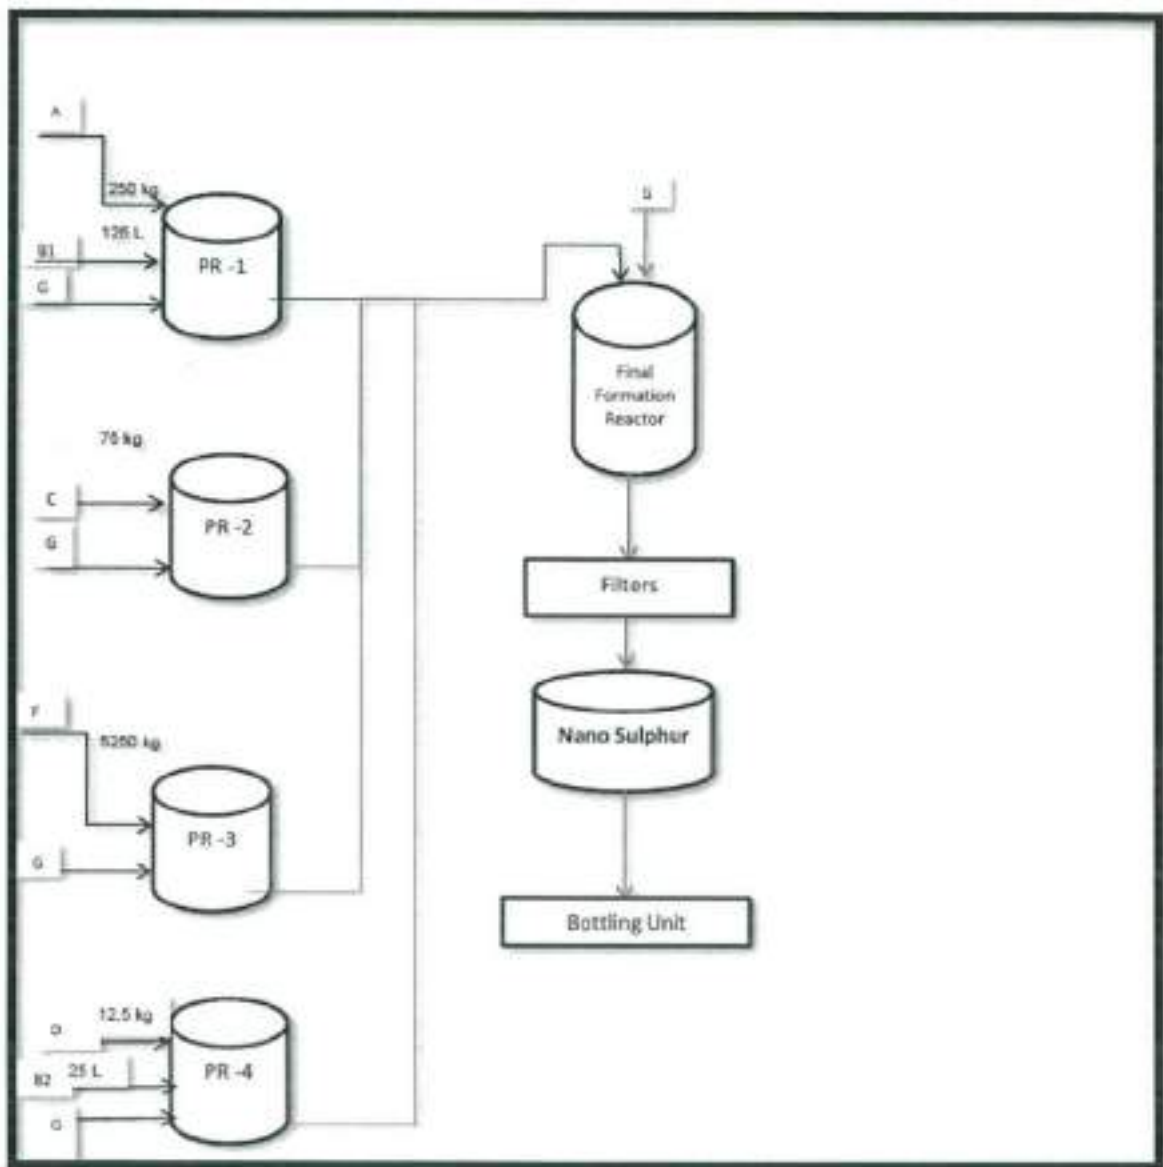 A
250 kg
125 L
B1
PR -1
G
Final
Formation
Reactor
75 kg
C
PR -2
G
Filters
F
5250 kg
Nano Sulphur
PR -3
G
Bottling Unit
12.5 kg
D
25 L
B2
PR -4
G